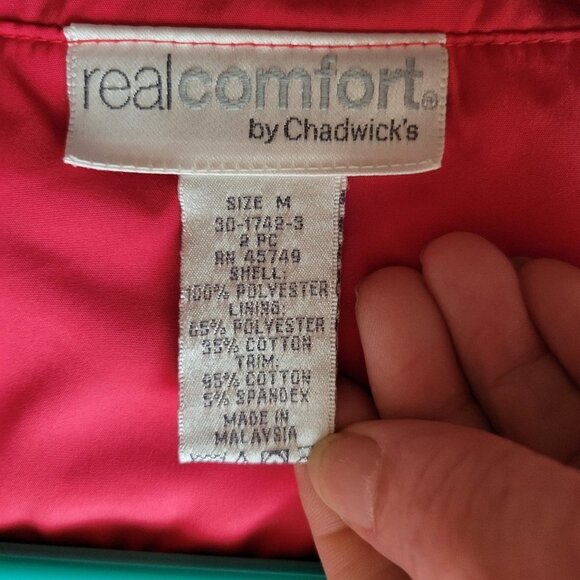 realcomfort®
by Chadwick's
SIZE M
30-1742-3
2 PC
RN 45749
SHELL:
100% POLYESTER
LINING:
65% POLYESTER
35% COTTON
TRIM:
95% COTTON
5% SPANDEX
MADE IN
MALAYSIA